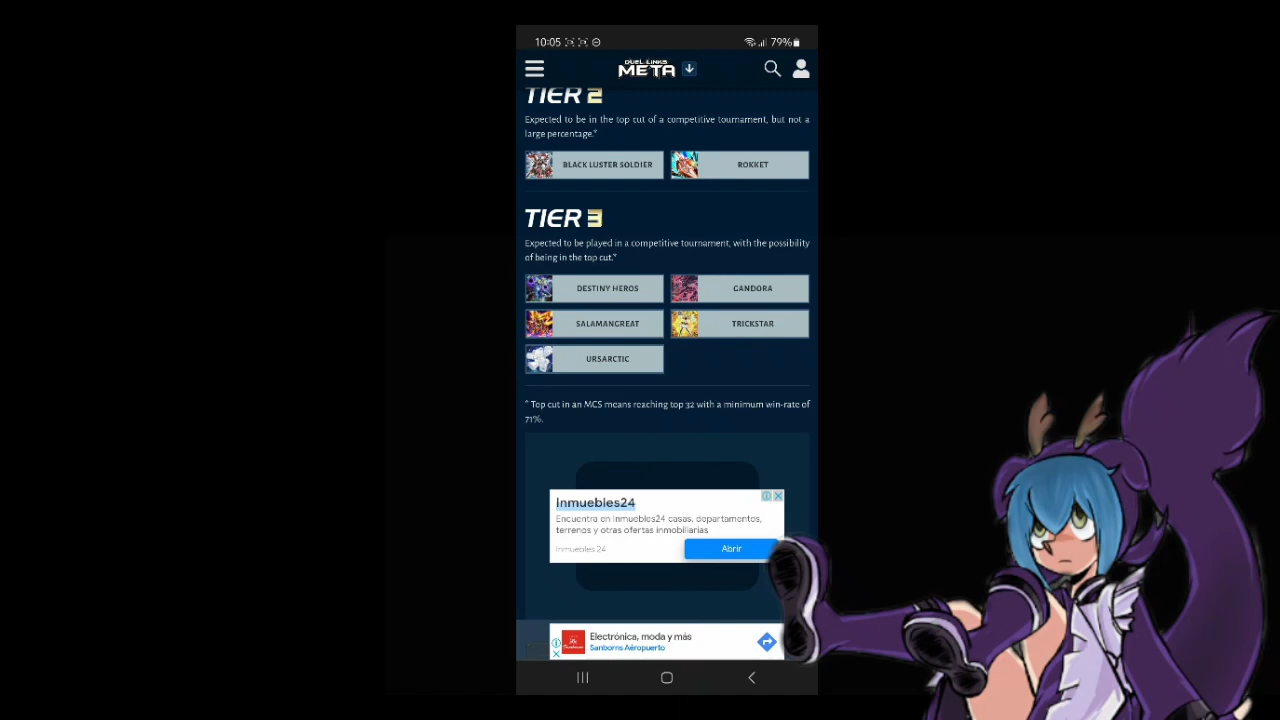 10:05
79%
DUEL LINKS
META
TIER 2
Expected to be in the top cut of a competitive tournament, but not a
large percentage.*
BLACK LUSTER SOLDIER
ROKKET
TIER 3
Expected to be played in a competitive tournament, with the possibility
of being in the top cut.*
DESTINY HEROS
GANDORA
SALAMANGREAT
TRICKSTAR
URSARCTIC
* Top cut in an MCS means reaching top 32 with a minimum win-rate of
71%.
Inmuebles24
Encuentra en inmuebles24 casas, departamentos,
terrenos y otras ofertas inmobiliarias
Inmuebles 24
Abrir
Electrónica, moda y más
Sanborns Aéropuerto